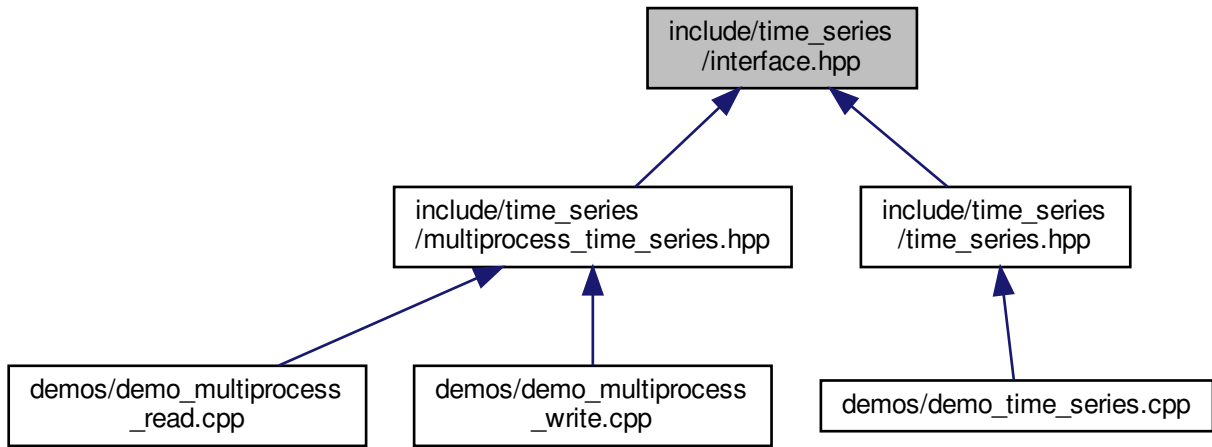 include/time_series
/interface.hpp
include/time_series
/multiprocess_time_series.hpp
include/time_series
/time_series.hpp
demos/demo_multiprocess
_read.cpp
demos/demo_multiprocess
_write.cpp
demos/demo_time_series.cpp